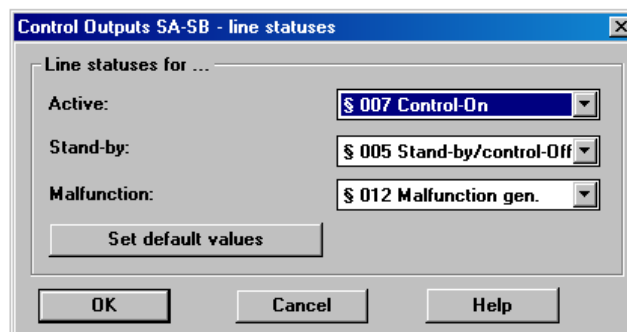 Control Outputs SA-SB - line statuses
Line statuses for ...
Active:
§ 007 Control-On
Stand-by:
§ 005 Stand-by/control-Off
Malfunction:
§ 012 Malfunction gen.
Set default values
OK
Cancel
Help